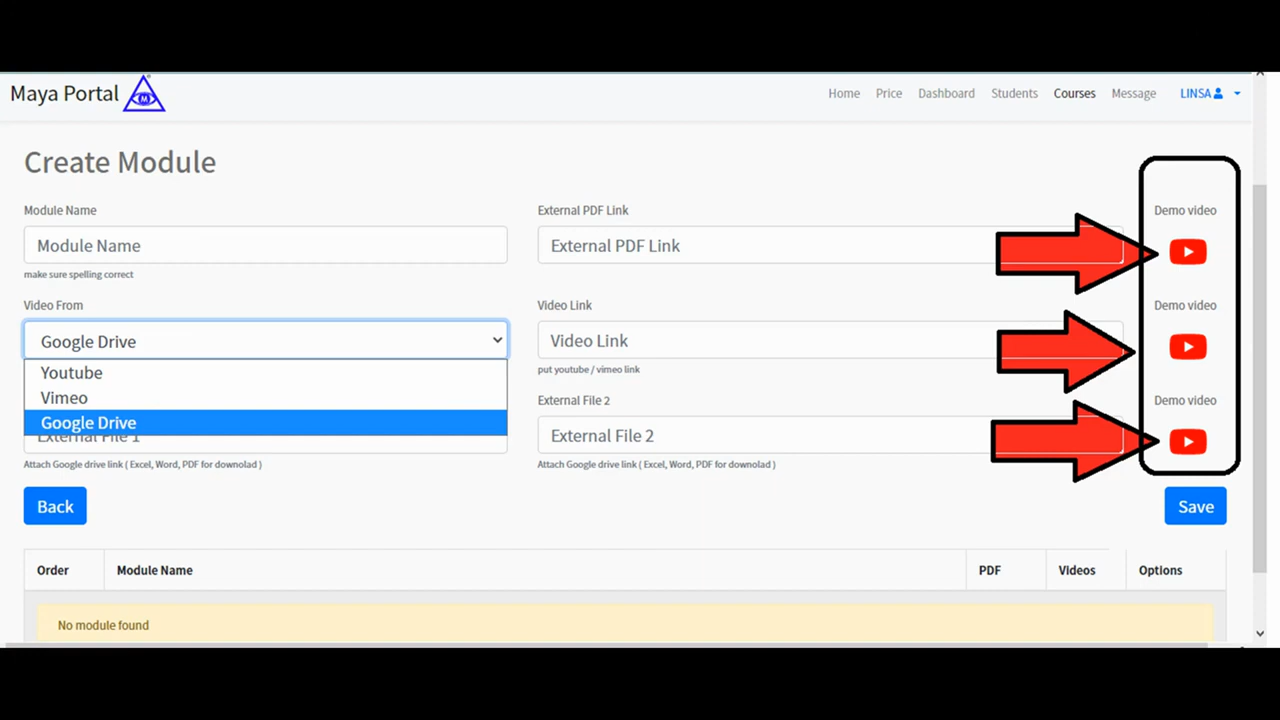 Maya Portal
M
Home Price Dashboard Students Courses Message LINSA
Create Module
Module Name
External PDF Link
Demo video
Module Name
External PDF Link
make sure spelling correct
Video From
Video Link
Demo video
Google Drive
Video Link
put youtube / vimeo link
Youtube
Vimeo
Google Drive
External File 2
Demo video
External File 1
External File 2
Attach Google drive link ( Excel, Word, PDF for downolad )
Attach Google drive link ( Excel, Word, PDF for downolad )
Back
Save
Order Module Name PDF Videos Options
No module found